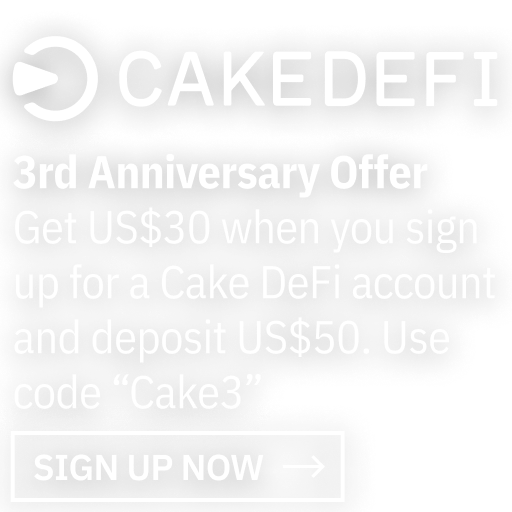 CAKEDEFI
3rd Anniversary Offer
Get US$30 when you sign
up for a Cake DeFi account
and deposit US$50. Use
code “Cake3”
SIGN UP NOW →